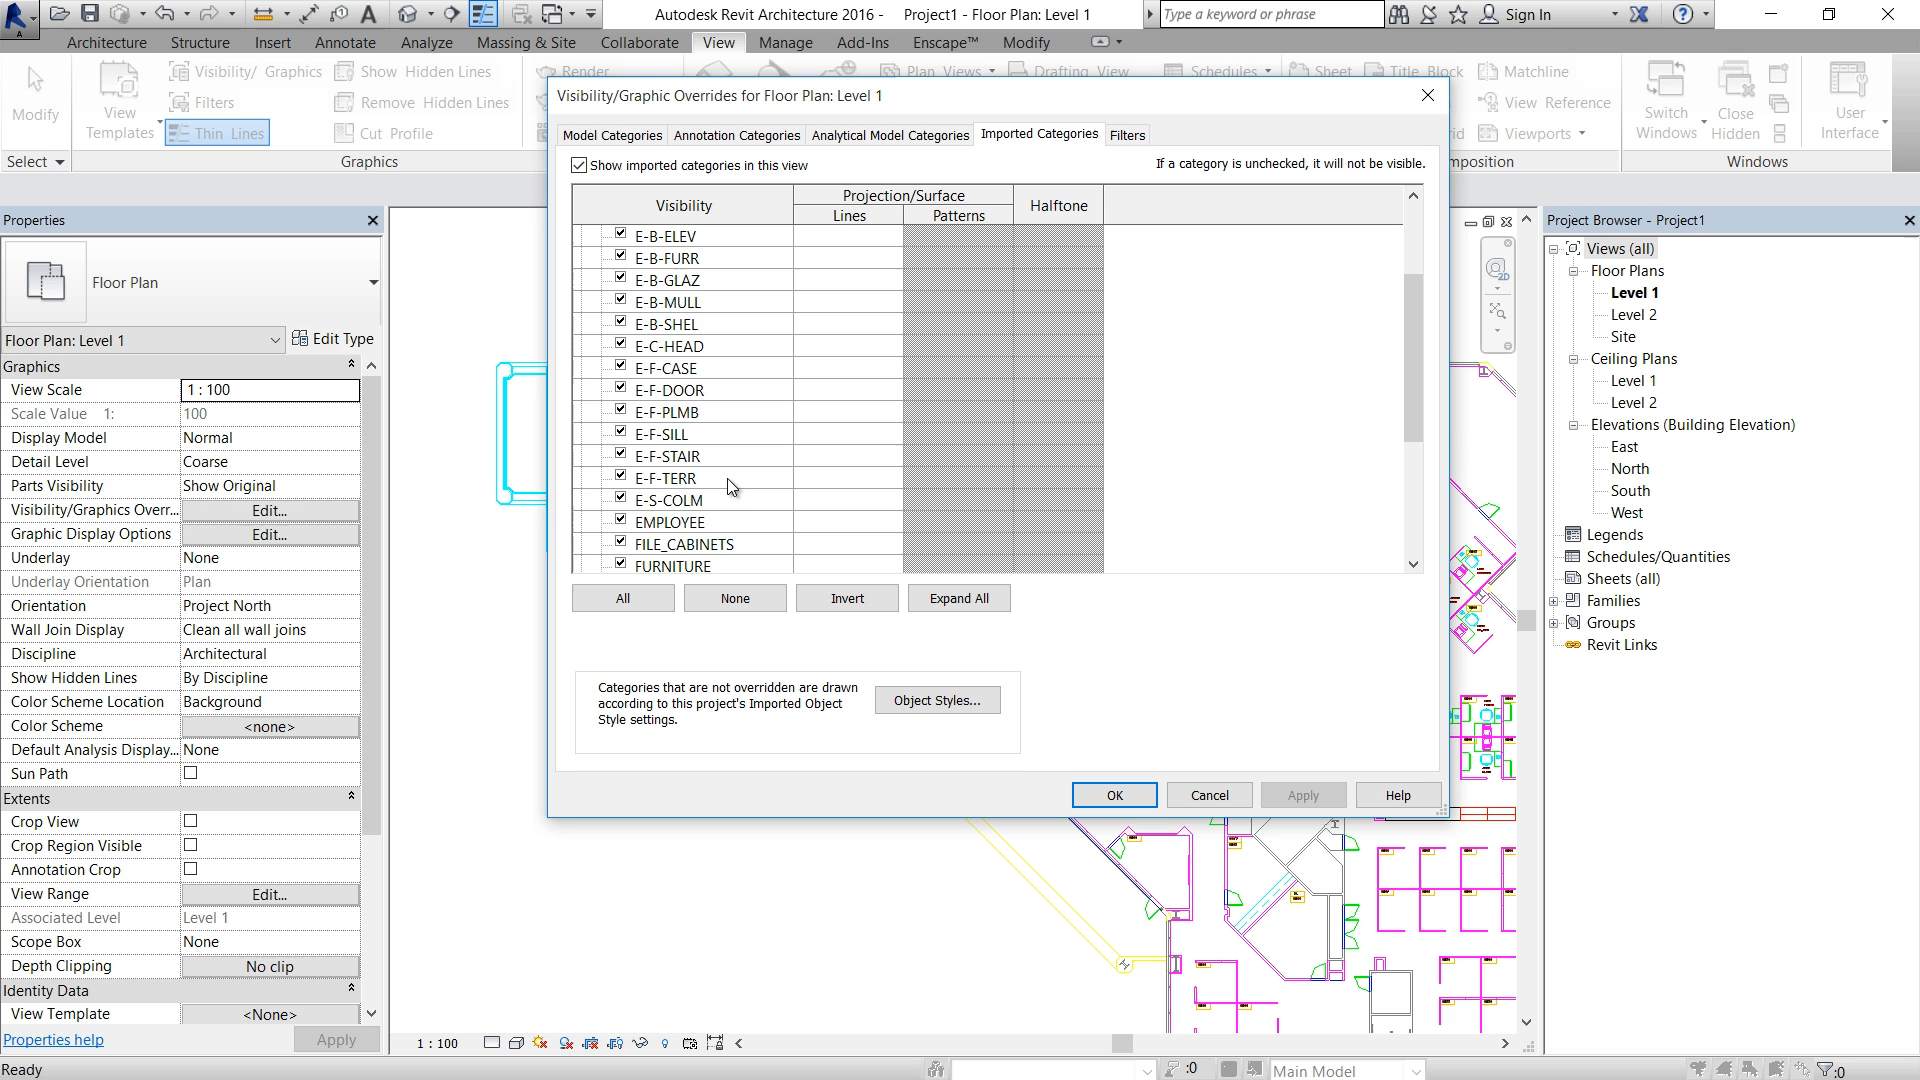 Autodesk Revit Architecture 2016 - Project1 - Floor Plan: Level 1
Type a keyword or phrase
Sign In
Architecture Structure Insert Annotate Analyze Massing & Site Collaborate View Manage Add-Ins Enscape™ Modify
Modify
View
Templates
Visibility/ Graphics
Filters
Thin Lines
Show Hidden Lines
Remove Hidden Lines
Cut Profile
Render
Plan Views
Drafting View
Schedules
Sheet
Title Block
Matchline
View Reference
Viewports
Switch
Windows
Close
Hidden
User
Interface
Select
Graphics
Windows
Properties
Floor Plan
Floor Plan: Level 1
Edit Type
Graphics
View Scale 1 : 100
Scale Value 1: 100
Display Model Normal
Detail Level Coarse
Parts Visibility Show Original
Visibility/Graphics Overr... Edit...
Graphic Display Options Edit...
Underlay None
Underlay Orientation Plan
Orientation Project North
Wall Join Display Clean all wall joins
Discipline Architectural
Show Hidden Lines By Discipline
Color Scheme Location Background
Color Scheme <none>
Default Analysis Display... None
Sun Path
Extents
Crop View
Crop Region Visible
Annotation Crop
View Range Edit...
Associated Level Level 1
Scope Box None
Depth Clipping No clip
Identity Data
View Template <None>
Properties help
Apply
Ready
Visibility/Graphic Overrides for Floor Plan: Level 1
Model Categories Annotation Categories Analytical Model Categories Imported Categories Filters
Show imported categories in this view
If a category is unchecked, it will not be visible.
Visibility
Projection/Surface
Lines
Patterns
Halftone
E-B-ELEV
E-B-FURR
E-B-GLAZ
E-B-MULL
E-B-SHEL
E-C-HEAD
E-F-CASE
E-F-DOOR
E-F-PLMB
E-F-SILL
E-F-STAIR
E-F-TERR
E-S-COLM
EMPLOYEE
FILE_CABINETS
FURNITURE
All None Invert Expand All
Categories that are not overridden are drawn
according to this project's Imported Object
Style settings.
Object Styles...
OK Cancel Apply Help
1 : 100
:0
Main Model
:0
2D
Project Browser - Project1
Views (all)
Floor Plans
Level 1
Level 2
Site
Ceiling Plans
Level 1
Level 2
Elevations (Building Elevation)
East
North
South
West
Legends
Schedules/Quantities
Sheets (all)
Families
Groups
Revit Links